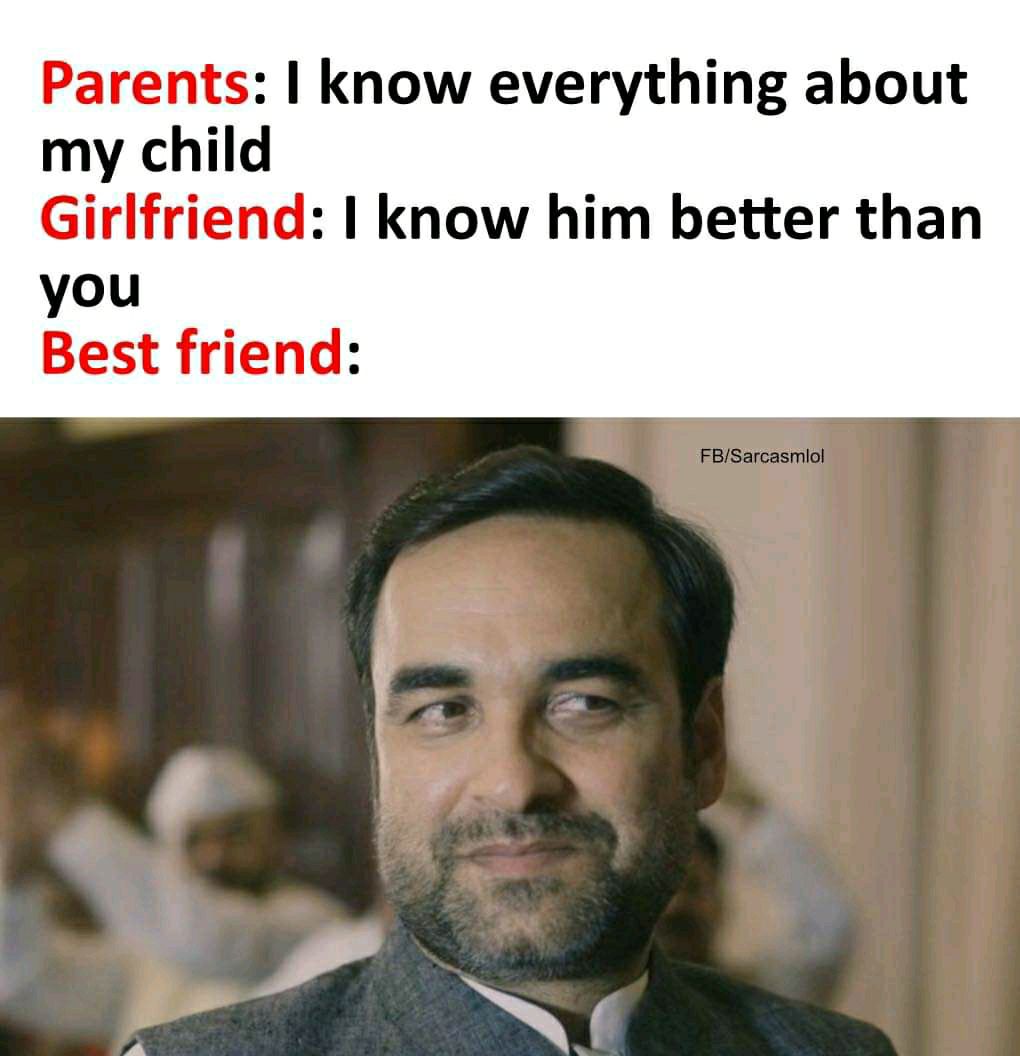 Parents: I know everything about
my child
Girlfriend: I know him better than
you
Best friend:
FB/Sarcasmlol